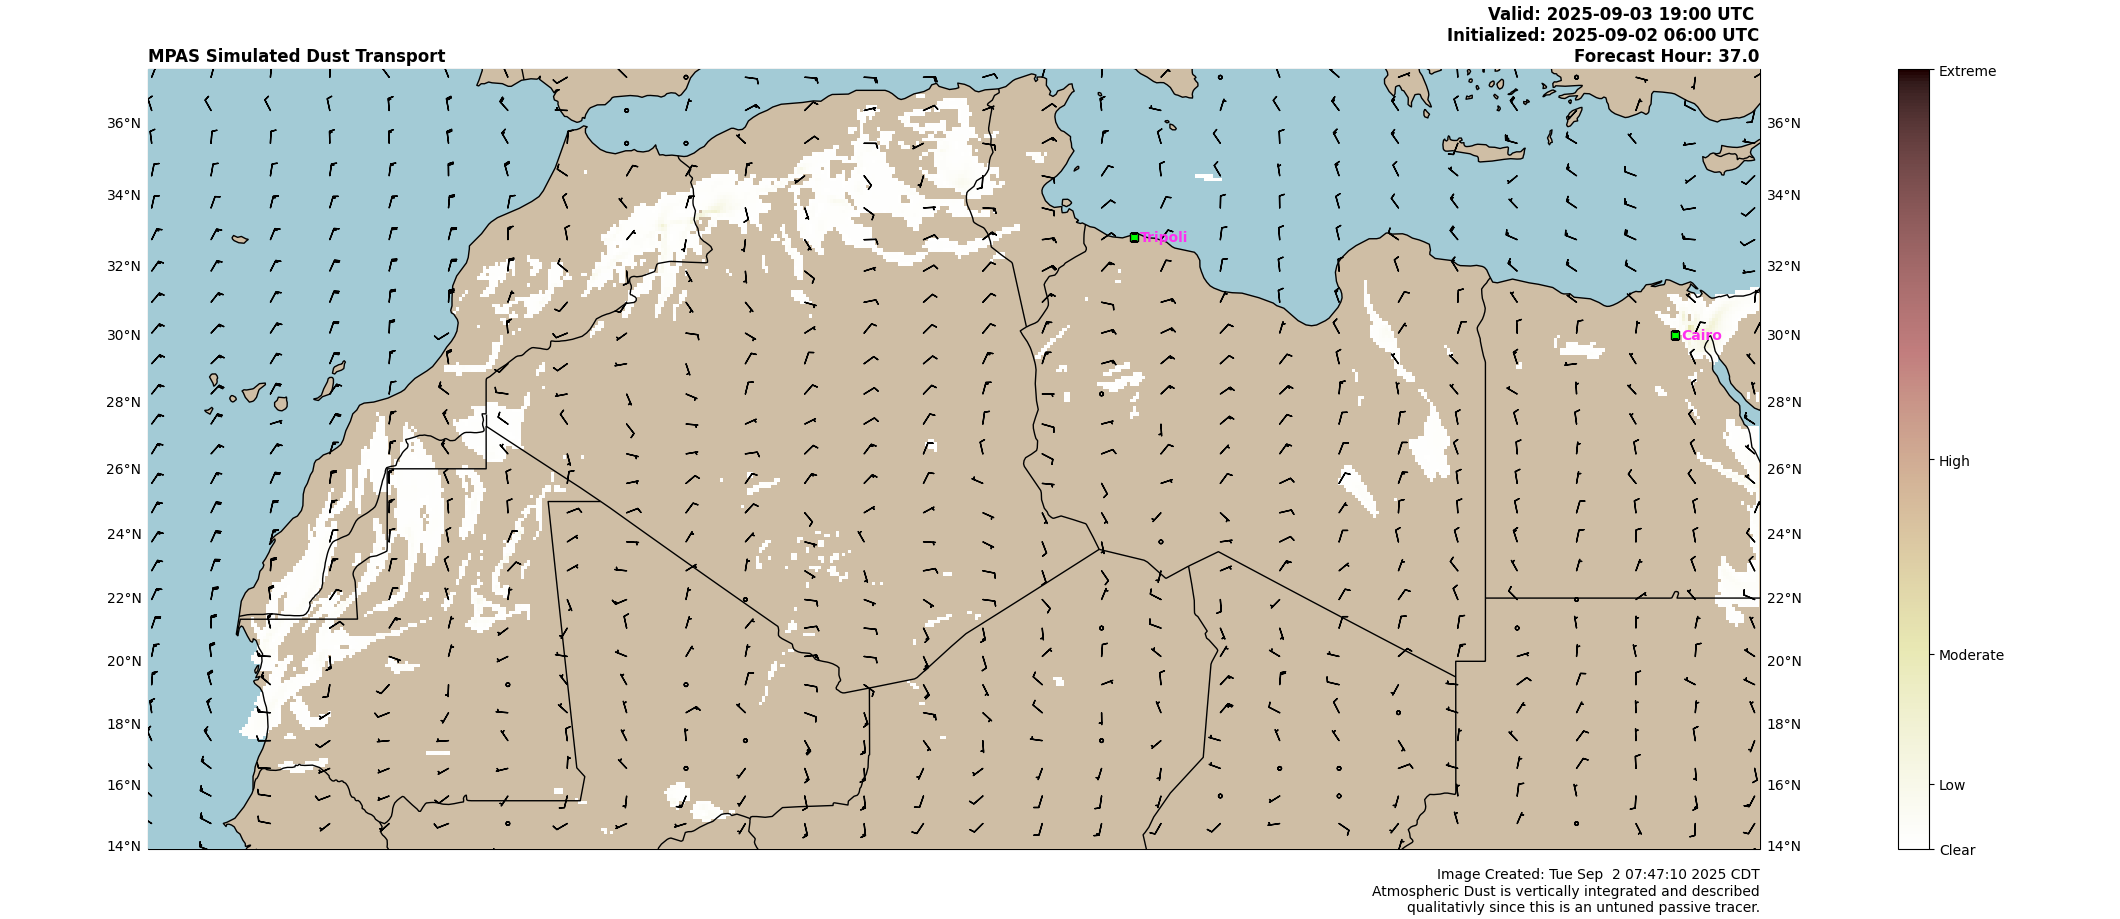 Valid: 2025-09-03 19:00 UTC
Initialized: 2025-09-02 06:00 UTC
MPAS Simulated Dust Transport
Forecast Hour: 37.0
Extreme
36°N
36°N
34°N
34°N
Tripoli
32°N
32°N
30°N
Cairo
30°N
28°N
28°N
26°N
26°N
High
24°N
24°N
22°N
22°N
20°N
20°N
Moderate
18°N
18°N
16°N
16°N
Low
14°N
14°N
Clear
Image Created: Tue Sep  2 07:47:10 2025 CDT
Atmospheric Dust is vertically integrated and described
qualitativly since this is an untuned passive tracer.